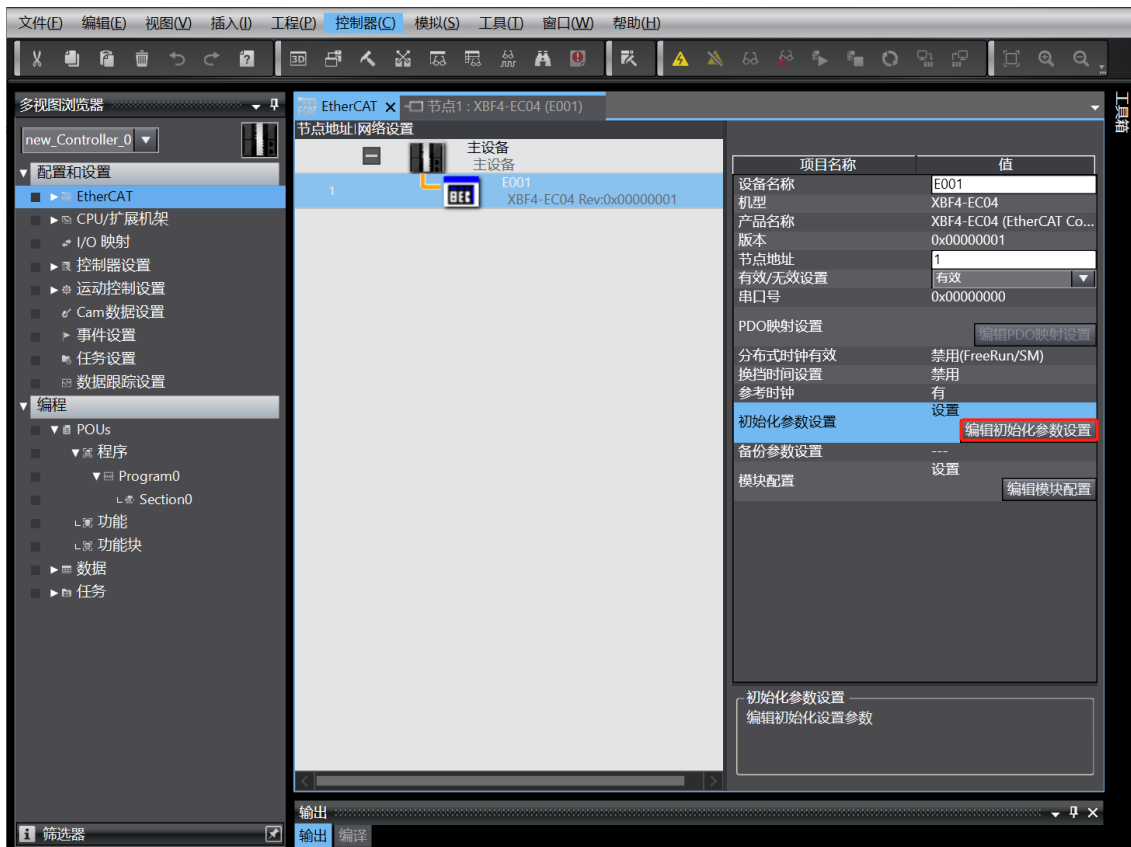 文件(F) 编辑(E) 视图(V) 插入(I) 工程(P) 控制器(C) 模拟(S) 工具(T) 窗口(W) 帮助(H)
多视图浏览器
new_Controller_0
配置和设置
EtherCAT
CPU/扩展机架
I/O 映射
控制器设置
运动控制设置
Cam数据设置
事件设置
任务设置
数据跟踪设置
编程
POUs
程序
Program0
Section0
功能
功能块
数据
任务
筛选器
EtherCAT 节点1 : XBF4-EC04 (E001)
节点地址|网络设置
主设备
主设备
1
E001
XBF4-EC04 Rev:0x00000001
项目名称 值
设备名称 E001
机型 XBF4-EC04
产品名称 XBF4-EC04 (EtherCAT Co...
版本 0x00000001
节点地址 1
有效/无效设置 有效
串口号 0x00000000
PDO映射设置 编辑PDO映射设置
分布式时钟有效 禁用(FreeRun/SM)
换挡时间设置 禁用
参考时钟 有
初始化参数设置 设置
编辑初始化参数设置
备份参数设置 ---
模块配置 设置
编辑模块配置
初始化参数设置
编辑初始化设置参数
输出
输出 编译
工具箱